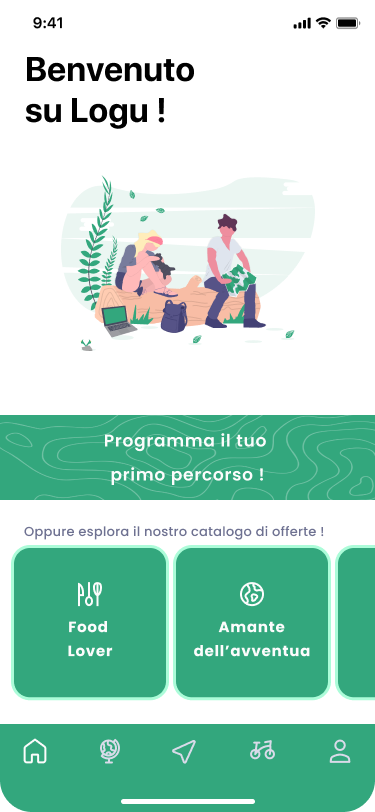 9:41
Benvenuto
su Logu !
Programma il tuo
primo percorso !
Oppure esplora il nostro catalogo di offerte !
Food
Lover
Amante
dell’avventua